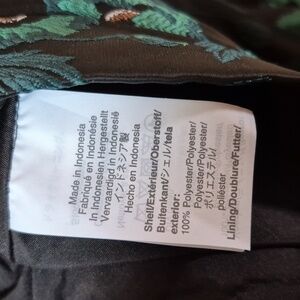 Made in Indonesia
Fabriqué en Indonésie
In Indonesien Hergestellt
Vervaardigd in Indonesië
インドネシア製
Hecho en Indonesia
Shell/Extérieur/Oberstoff/
Buitenkant/シェル/tela
exterior:
100% Polyester/Polyester/
Polyester/Polyester/
ポリエステル/
poliéster
Lining/Doublure/Futter/